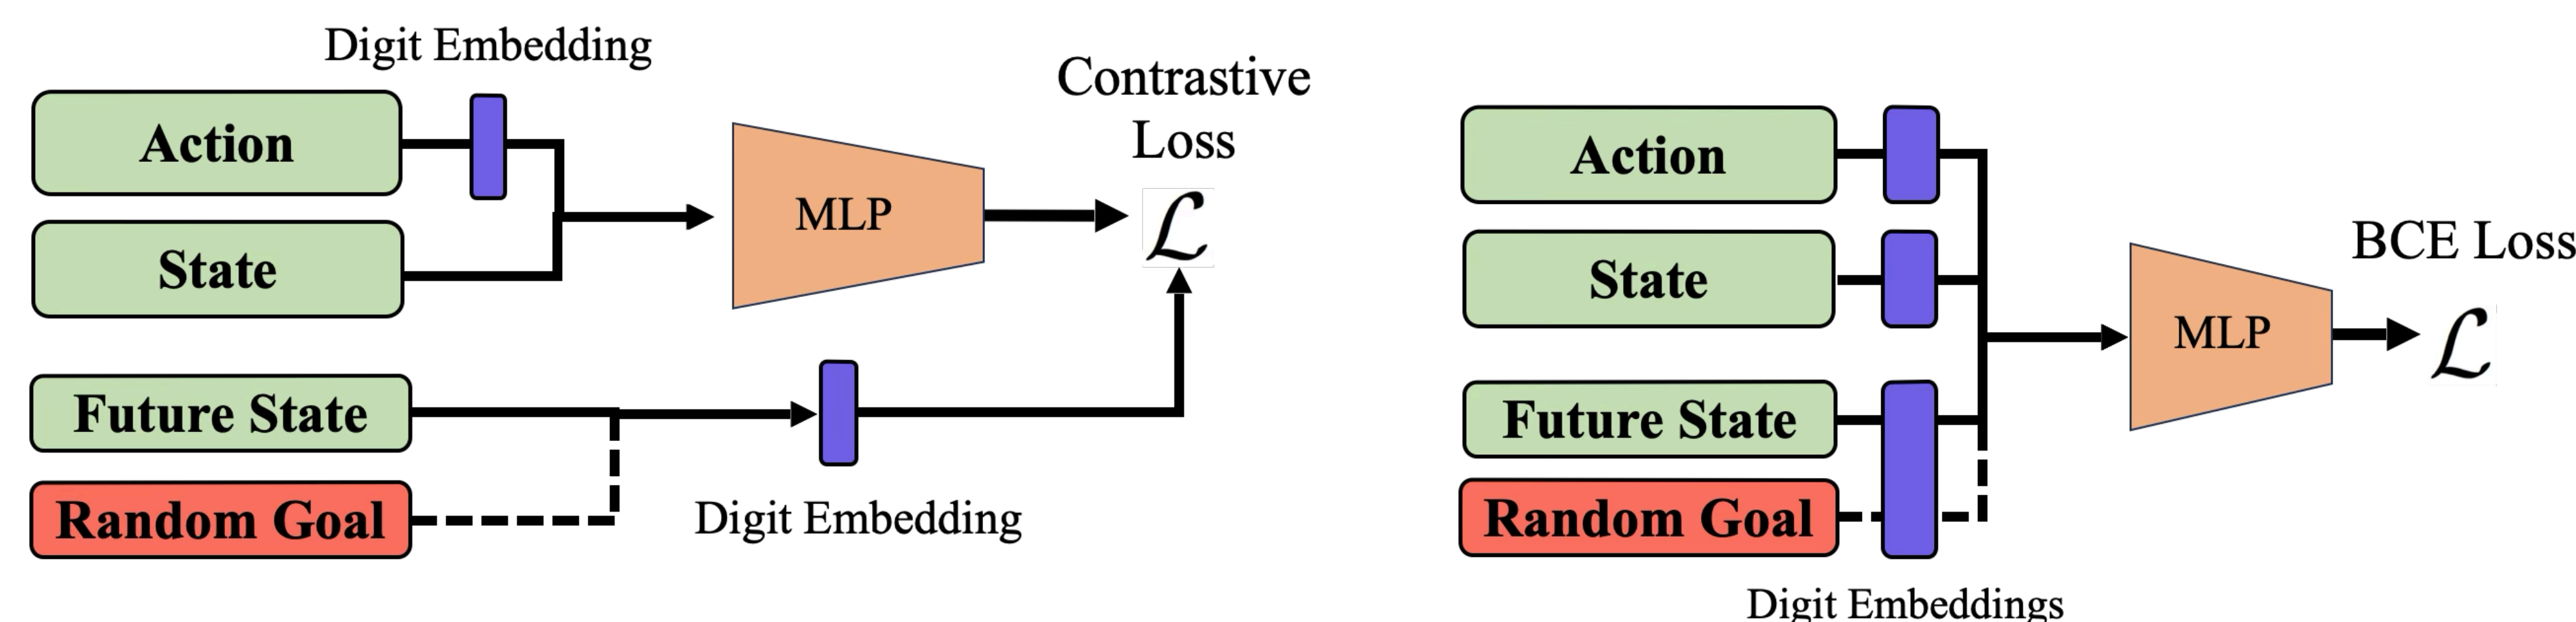 Digit Embedding
Action
State
Future State
Random Goal
MLP
Contrastive
Loss
ℒ
Digit Embedding
Action
State
Future State
Random Goal
Digit Embeddings
MLP
BCE Loss
ℒ